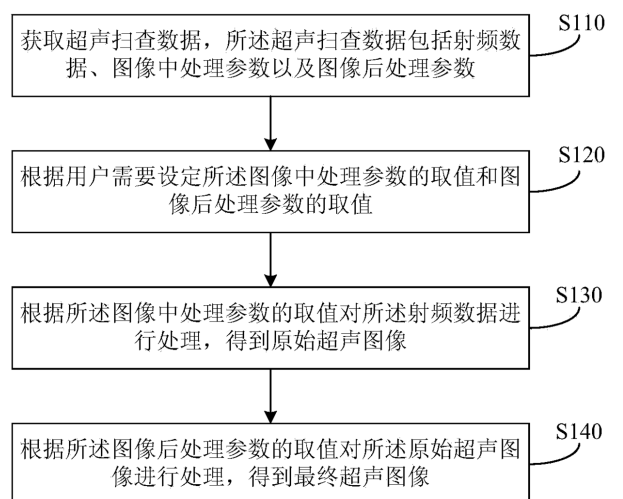 S110
获取超声扫查数据，所述超声扫查数据包括射频数
据、图像中处理参数以及图像后处理参数
S120
根据用户需要设定所述图像中处理参数的取值和图
像后处理参数的取值
S130
根据所述图像中处理参数的取值对所述射频数据进
行处理，得到原始超声图像
S140
根据所述图像后处理参数的取值对所述原始超声图
像进行处理，得到最终超声图像